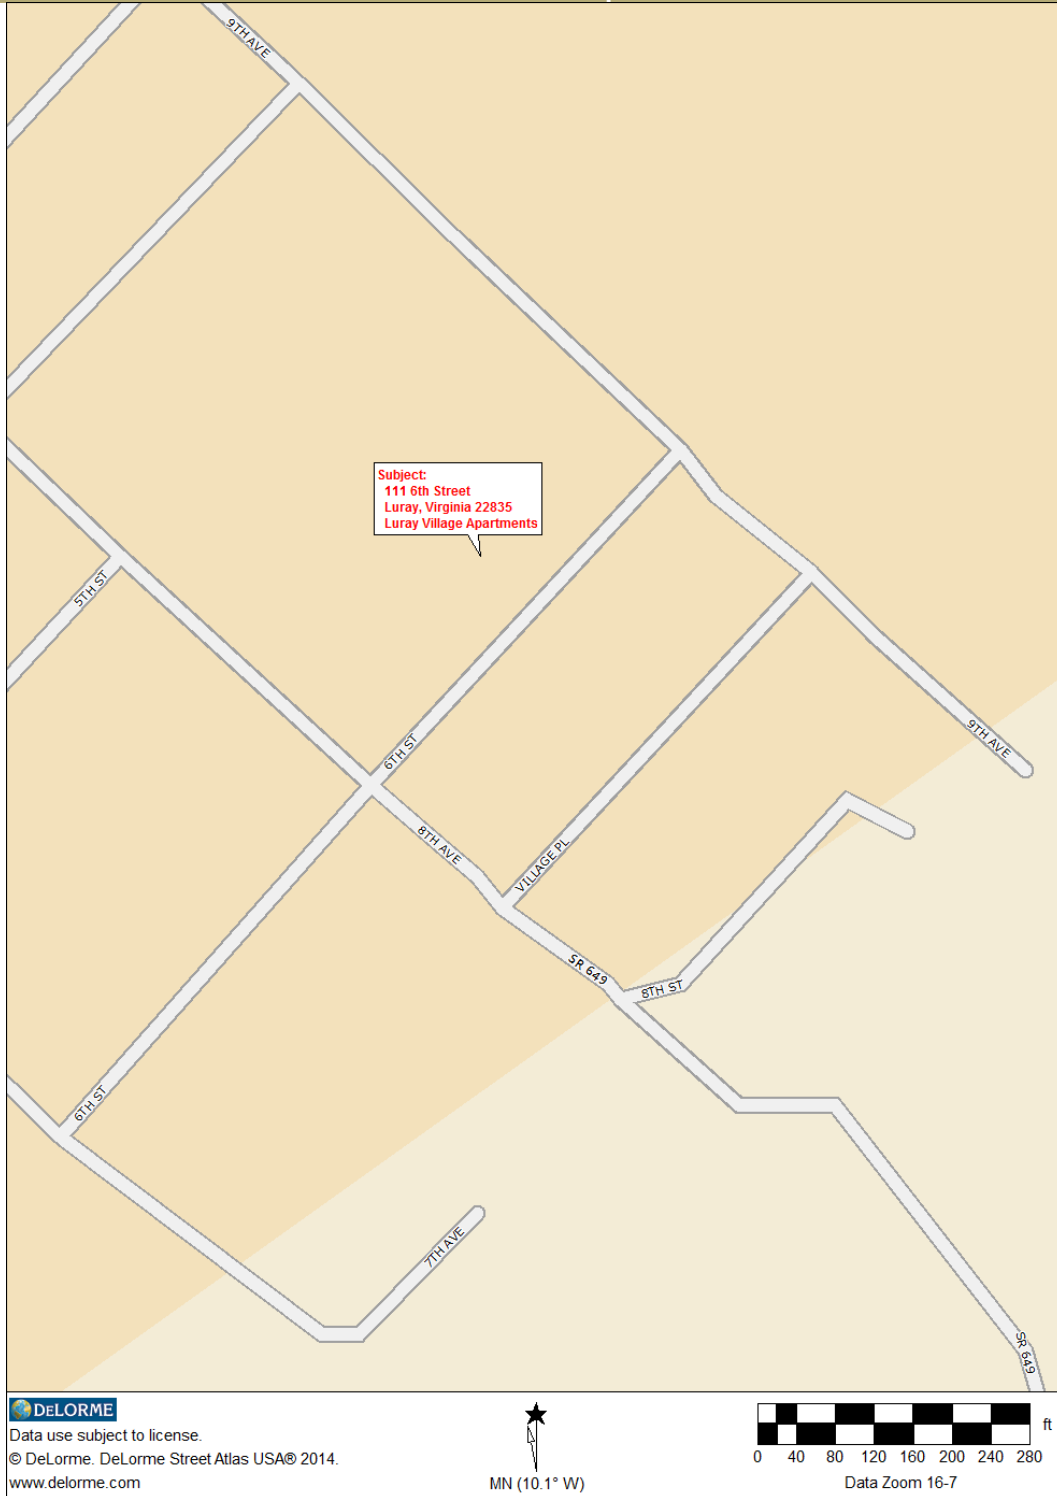 9TH AVE
Subject:
111 6th Street
Luray, Virginia 22835
Luray Village Apartments
5TH ST
6TH ST
9TH AVE
8TH AVE
VILLAGE PL
SR 649
8TH ST
6TH ST
7TH AVE
SR 649
DELORME
Data use subject to license.
© DeLorme. DeLorme Street Atlas USA® 2014.
www.delorme.com
MN (10.1° W)
ft
0 40 80 120 160 200 240 280
Data Zoom 16-7